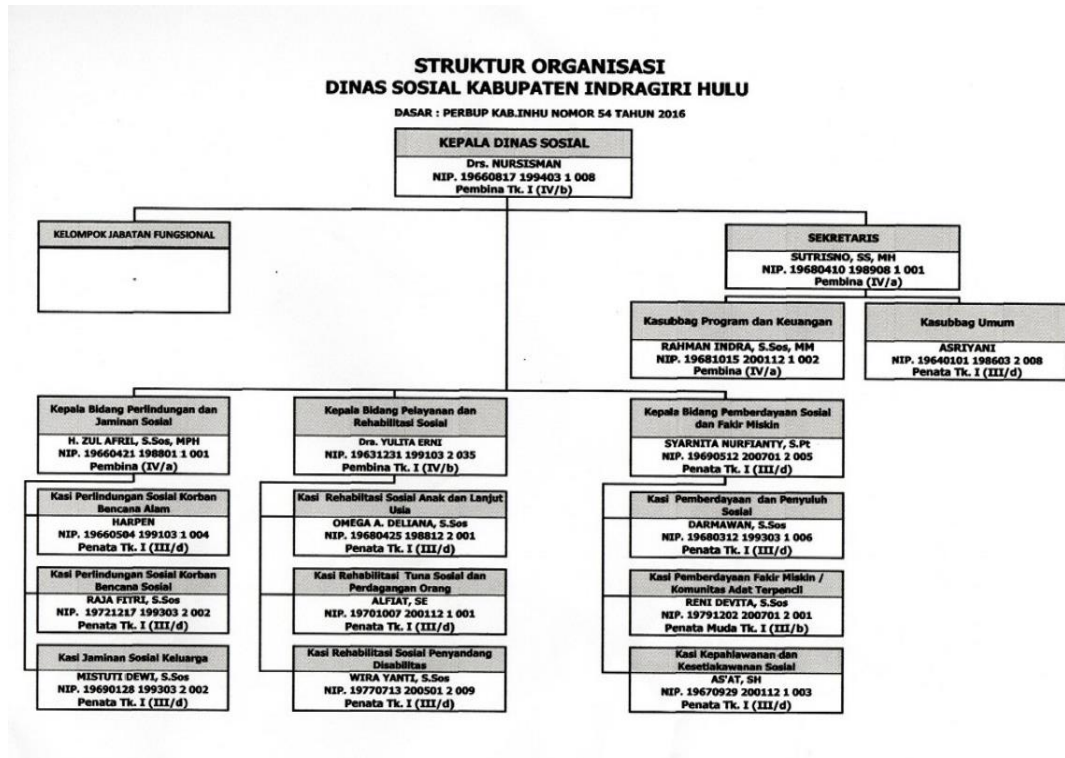 STRUKTUR ORGANISASI
DINAS SOSIAL KABUPATEN INDRAGIRI HULU
DASAR : PERBUP KAB.INHU NOMOR 54 TAHUN 2016
KEPALA DINAS SOSIAL
Drs. NURSISMAN
NIP. 19660817 199403 1 008
Pembina Tk. I (IV/b)
KELOMPOK JABATAN FUNGSIONAL
-
SEKRETARIS
SUTRISNO, SS, MH
NIP. 19680410 198908 1 001
Pembina (IV/a)
Kasubbag Program dan Keuangan
RAHMAN INDRA, S.Sos, MM
NIP. 19681015 200112 1 002
Pembina (IV/a)
Kasubbag Umum
ASRIYANI
NIP. 19640101 198603 2 008
Penata Tk. I (III/d)
Kepala Bidang Perlindungan dan
Jaminan Sosial
H. ZUL AFRIL, S.Sos, MPH
NIP. 19660421 198801 1 001
Pembina (IV/a)
Kasi Perlindungan Sosial Korban
Bencana Alam
HARPEN
NIP. 19660504 199103 1 004
Penata Tk. I (III/d)
Kasi Perlindungan Sosial Korban
Bencana Sosial
RAJA FITRI, S.Sos
NIP. 19721217 199303 2 002
Penata Tk. I (III/d)
Kasi Jaminan Sosial Keluarga
MISTUTI DEWI, S.Sos
NIP. 19690128 199303 2 002
Penata Tk. I (III/d)
Kepala Bidang Pelayanan dan
Rehabilitasi Sosial
Dra. YULITA ERNI
NIP. 19631231 199103 2 035
Pembina Tk. I (IV/b)
Kasi Rehabiltasi Sosial Anak dan Lanjut
Usia
OMEGA A. DELIANA, S.Sos
NIP. 19680425 198812 2 001
Penata Tk. I (III/d)
Kasi Rehabilitasi Tuna Sosial dan
Perdagangan Orang
ALFIAT, SE
NIP. 19701007 200112 1 001
Penata Tk. I (III/d)
Kasi Rehabilitasi Sosial Penyandang
Disabilitas
WIRA YANTI, S.Sos
NIP. 19770713 200501 2 009
Penata Tk. I (III/d)
Kepala Bidang Pemberdayaan Sosial
dan Fakir Miskin
SYARNITA NURFIANTY, S.Pt
NIP. 19690512 200701 2 005
Penata Tk. I (III/d)
Kasi Pemberdayaan dan Penyuluh
Sosial
DARMAWAN, S.Sos
NIP. 19680312 199303 1 006
Penata Tk. I (III/d)
Kasi Pemberdayaan Fakir Miskin /
Komunitas Adat Terpencil
RENI DEVITA, S.Sos
NIP. 19791202 200701 2 001
Penata Muda Tk. I (III/b)
Kasi Kepahlawanan dan
Kesetiakawanan Sosial
AS'AT, SH
NIP. 19670929 200112 1 003
Penata Tk. I (III/d)